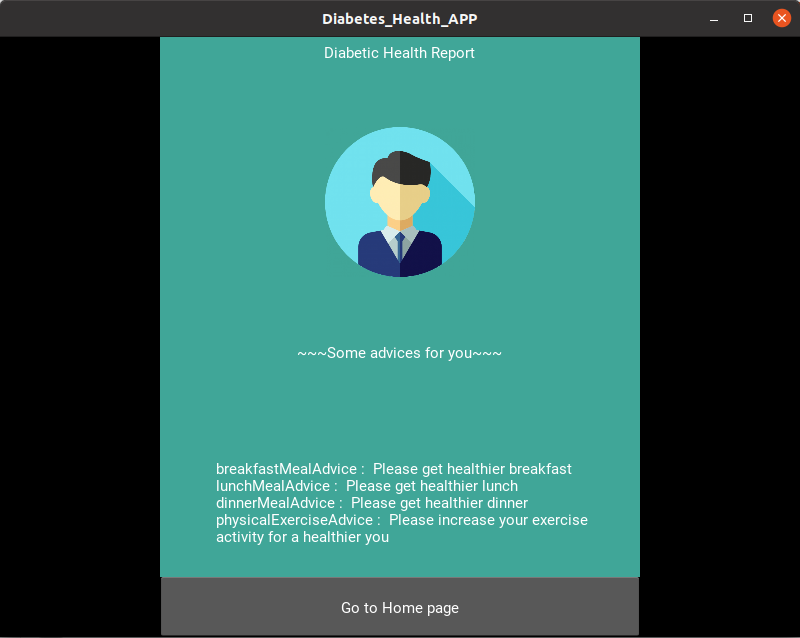 Diabetes_Health_APP
Diabetic Health Report
~~~Some advices for you~~~
breakfastMealAdvice :  Please get healthier breakfast
lunchMealAdvice :  Please get healthier lunch
dinnerMealAdvice :  Please get healthier dinner
physicalExerciseAdvice :  Please increase your exercise
activity for a healthier you
Go to Home page